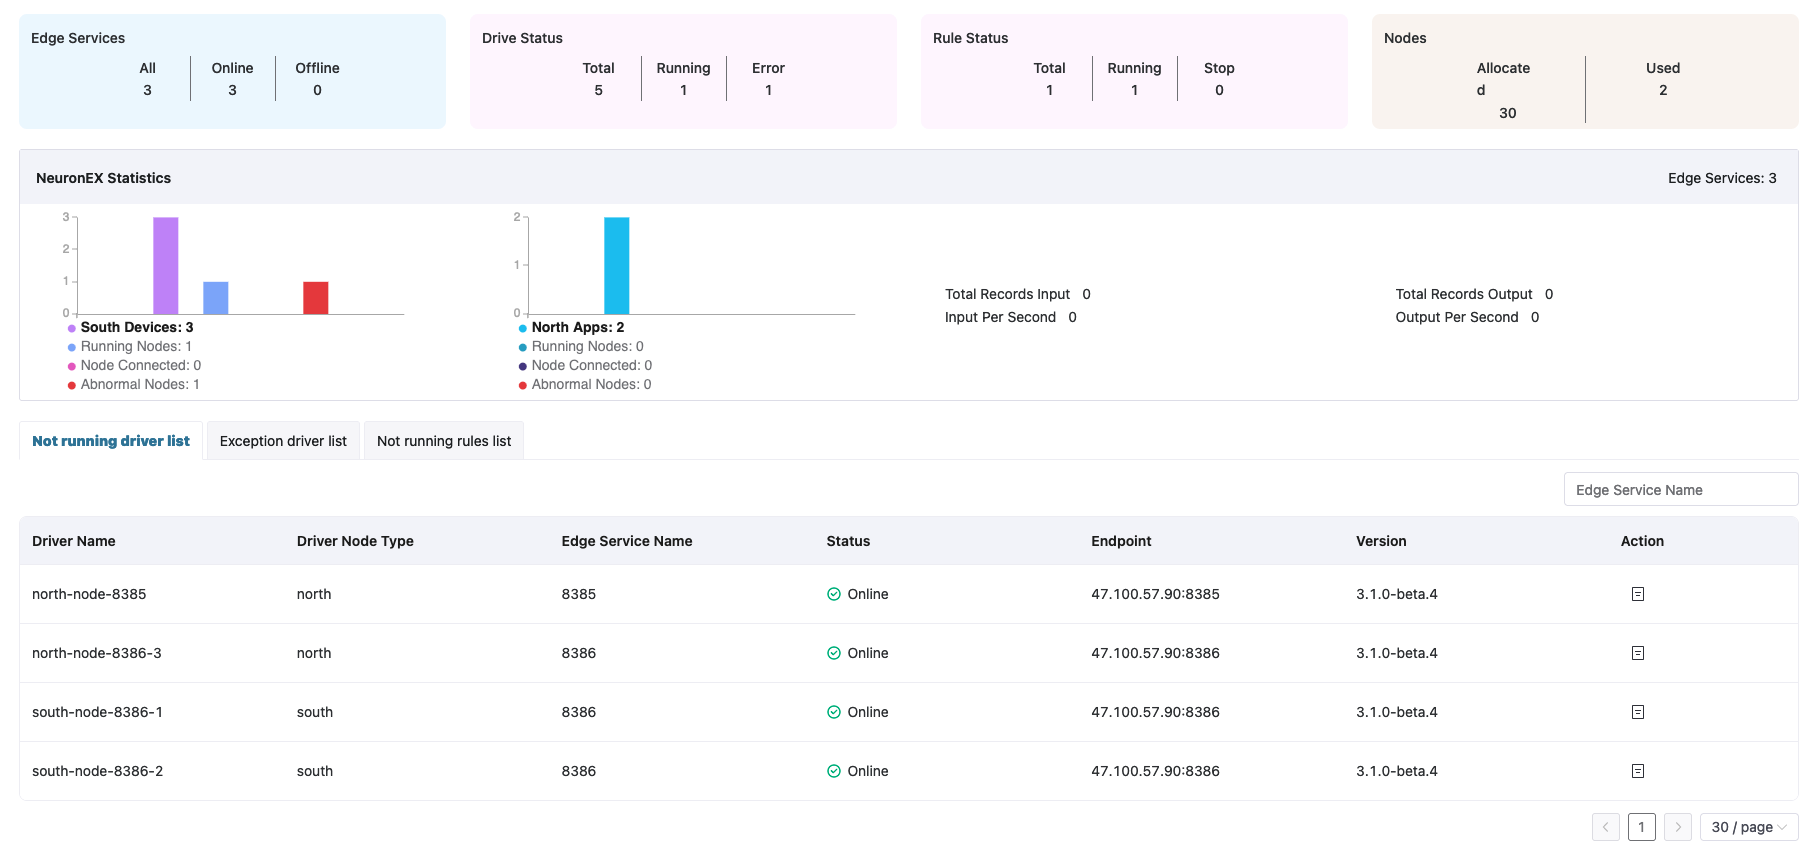 Edge Services
All Online Offline
3 3 0
Drive Status
Total Running Error
5 1 1
Rule Status
Total Running Stop
1 1 0
Nodes
Allocate Used
d 2
30
NeuronEX Statistics Edge Services: 3
3
2
1
0
South Devices: 3
Running Nodes: 1
Node Connected: 0
Abnormal Nodes: 1
2
1
0
North Apps: 2
Running Nodes: 0
Node Connected: 0
Abnormal Nodes: 0
Total Records Input 0
Input Per Second 0
Total Records Output 0
Output Per Second 0
Not running driver list Exception driver list Not running rules list
Edge Service Name
Driver Name Driver Node Type Edge Service Name Status Endpoint Version Action
north-node-8385 north 8385 Online 47.100.57.90:8385 3.1.0-beta.4
north-node-8386-3 north 8386 Online 47.100.57.90:8386 3.1.0-beta.4
south-node-8386-1 south 8386 Online 47.100.57.90:8386 3.1.0-beta.4
south-node-8386-2 south 8386 Online 47.100.57.90:8386 3.1.0-beta.4
1 30 / page